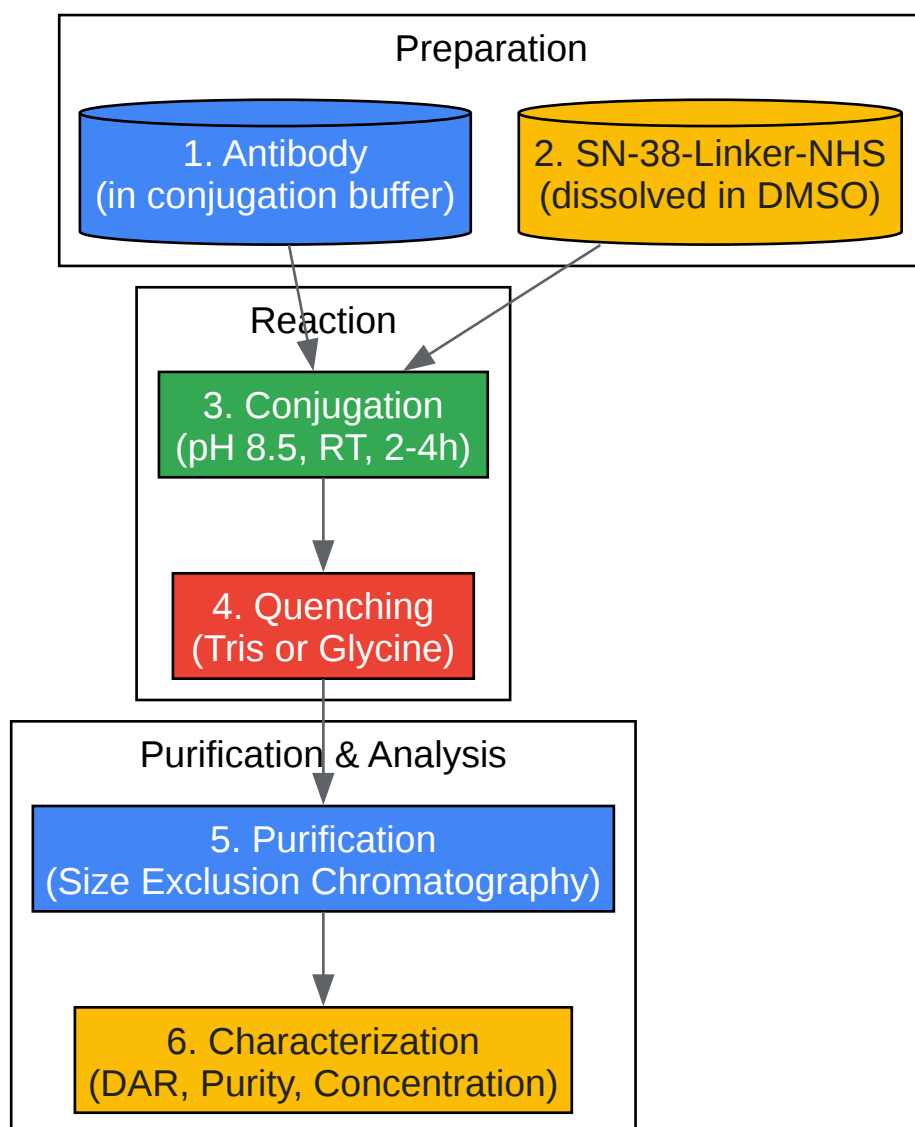 Preparation
1. Antibody
(in conjugation buffer)
2. SN-38-Linker-NHS
(dissolved in DMSO)
Reaction
3. Conjugation
(pH 8.5, RT, 2-4h)
4. Quenching
(Tris or Glycine)
Purification & Analysis
5. Purification
(Size Exclusion Chromatography)
6. Characterization
(DAR, Purity, Concentration)